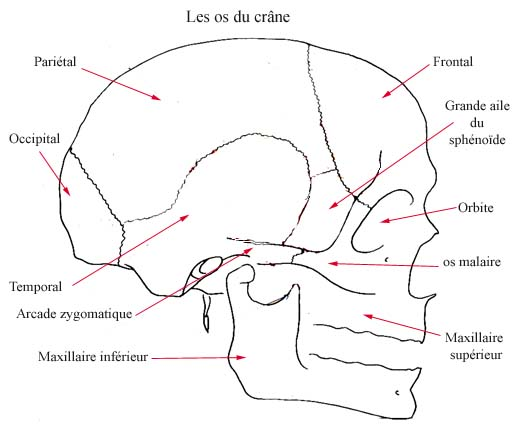 Les os du crâne
Pariétal
Frontal
Grande aile
du
sphénoïde
Occipital
Orbite
os malaire
Temporal
Arcade zygomatique
Maxillaire
supérieur
Maxillaire inférieur